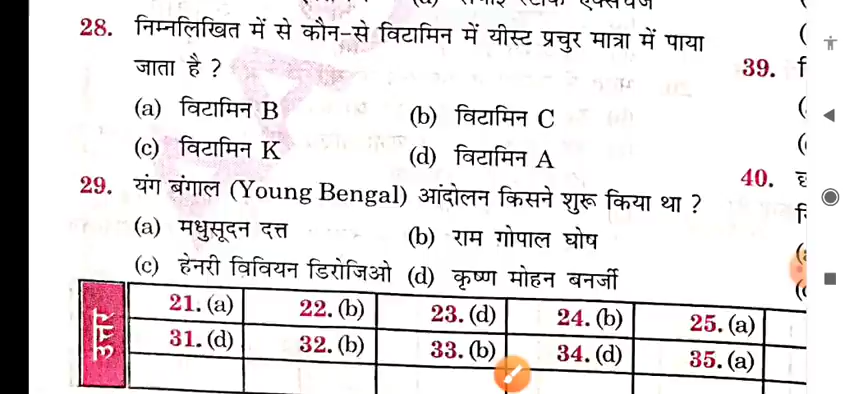 28. निम्नलिखित में से कौन-से विटामिन में यीस्ट प्रचुर मात्रा में पाया
जाता है ?
(a) विटामिन B (b) विटामिन C
(c) विटामिन K (d) विटामिन A
29. यंग बंगाल (Young Bengal) आंदोलन किसने शुरू किया था ?
(a) मधुसूदन दत्त (b) राम गोपाल घोष
(c) हेनरी विवियन डिरोजिओ (d) कृष्ण मोहन बनर्जी
39.
40.
उत्तर
21. (a) 22. (b) 23. (d) 24. (b) 25. (a)
31. (d) 32. (b) 33. (b) 34. (d) 35. (a)